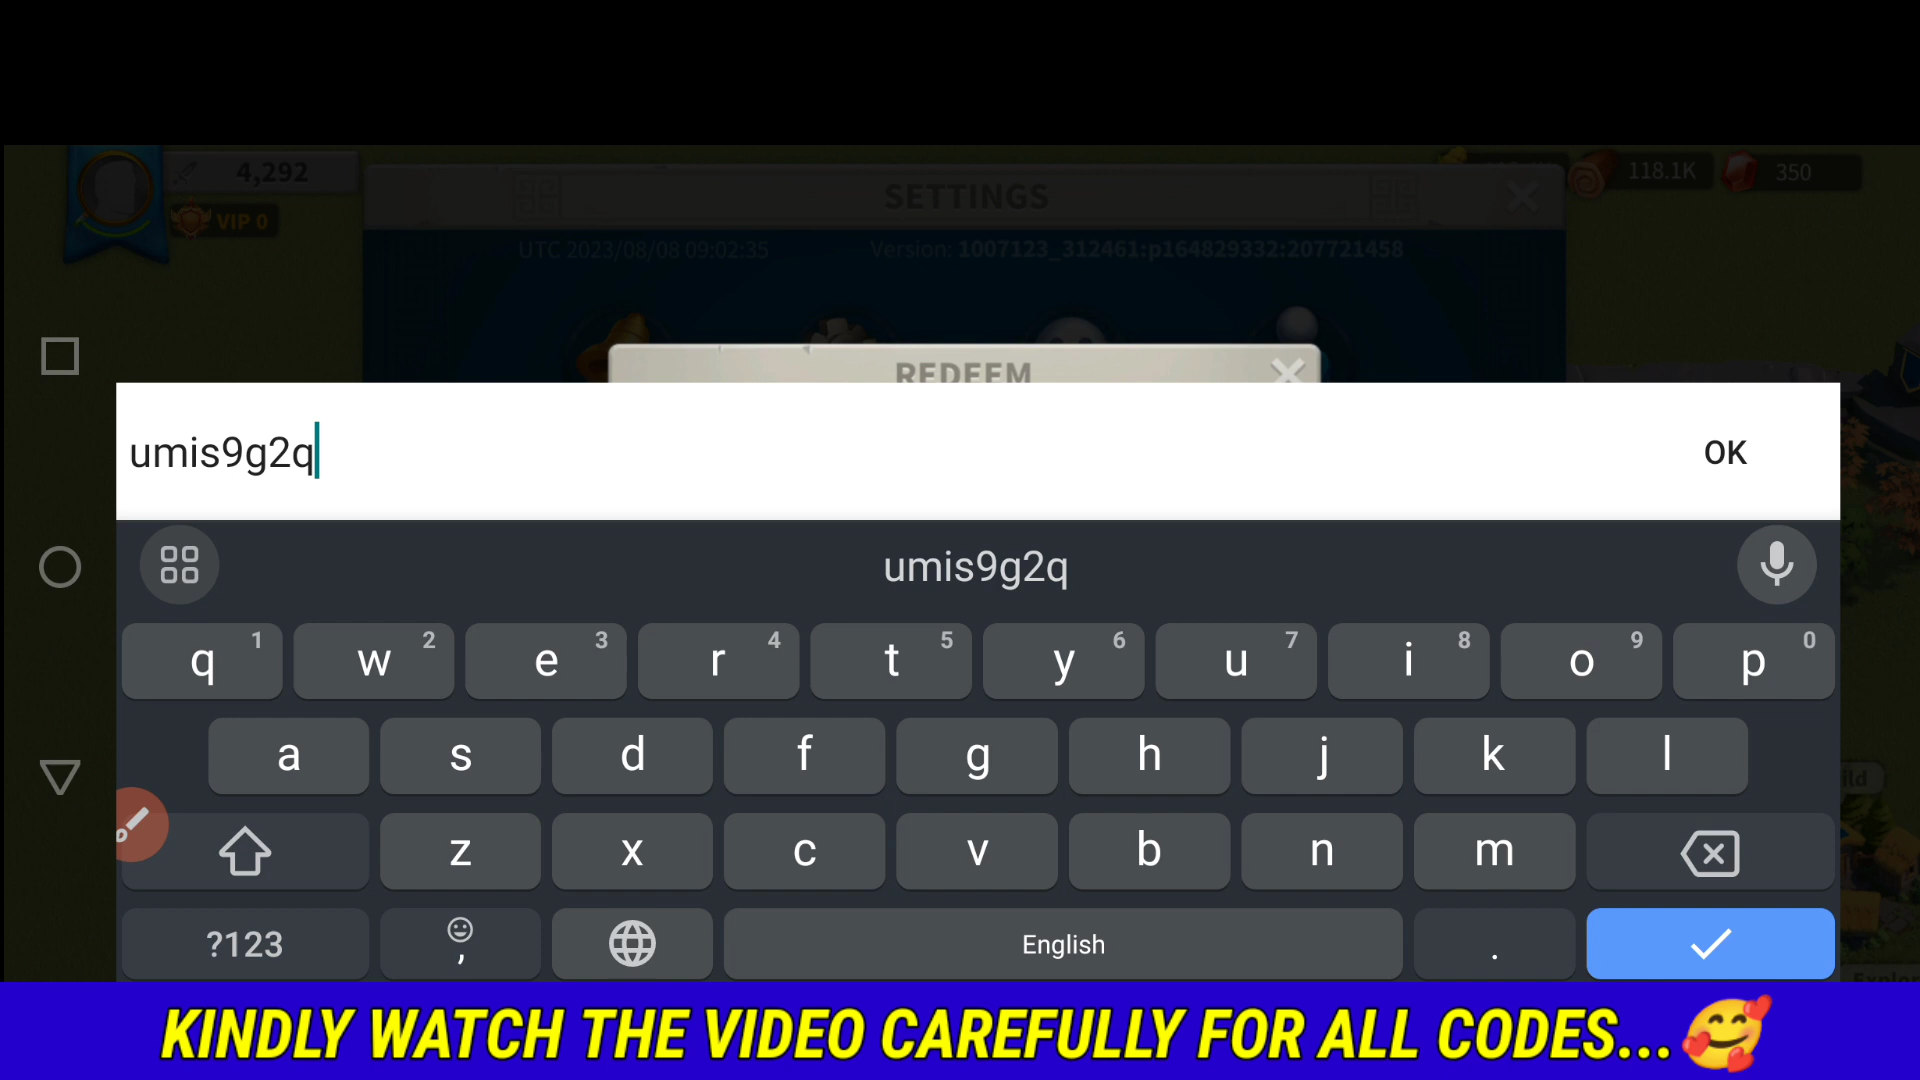 4,292
118.1K
350
SETTINGS
VIP 0
UTC 2023/08/08 09:02:35
Version: 1007123_312461:p164829332:207721458
REDEEM
umis9g2q
OK
umis9g2q
q 1 w 2 e 3 r 4 t 5 y 6 u 7 i 8 o 9 p 0
a s d f g h j k l
z x c v b n m
?123 , English .
KINDLY WATCH THE VIDEO CAREFULLY FOR ALL CODES...